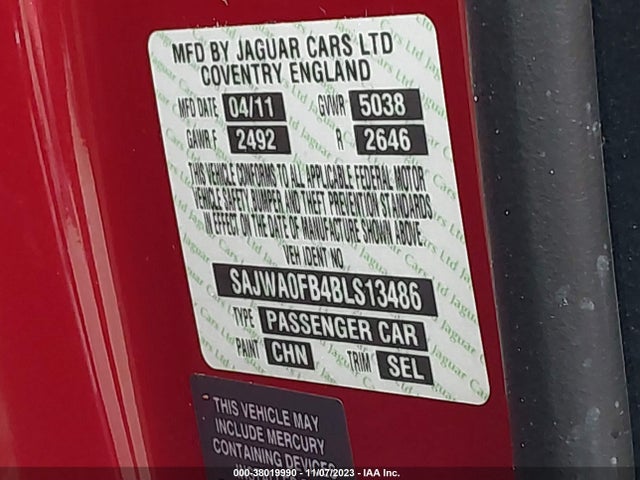 MFD BY JAGUAR CARS LTD
COVENTRY ENGLAND
MFD DATE 04/11 GVWR 5038
GAWR F 2492 R 2646
THIS VEHICLE CONFORMS TO ALL APPLICABLE FEDERAL MOTOR
VEHICLE SAFETY BUMPER, AND THEFT PREVENTION STANDARDS
IN EFFECT ON THE DATE OF MANUFACTURE SHOWN ABOVE.
VEH IDENT NO
SAJWA0FB4BLS13486
TYPE PASSENGER CAR
PAINT CHN TRIM SEL
THIS VEHICLE MAY
INCLUDE MERCURY
CONTAINING DEVICES
000-38019990 - 11/07/2023 - IAA Inc.